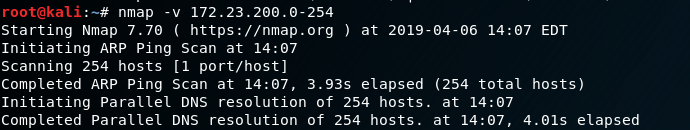 root@kali:~# nmap -v 172.23.200.0-254
Starting Nmap 7.70 ( https://nmap.org ) at 2019-04-06 14:07 EDT
Initiating ARP Ping Scan at 14:07
Scanning 254 hosts [1 port/host]
Completed ARP Ping Scan at 14:07, 3.93s elapsed (254 total hosts)
Initiating Parallel DNS resolution of 254 hosts. at 14:07
Completed Parallel DNS resolution of 254 hosts. at 14:07, 4.01s elapsed